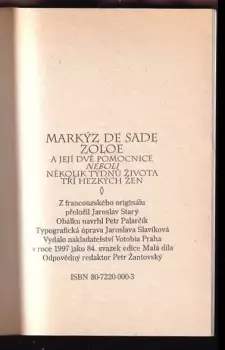 MARKÝZ DE SADE
ZOLOE
A JEJÍ DVĚ POMOCNICE
NEBOLI
NĚKOLIK TÝDNŮ ŽIVOTA
TŘÍ HEZKÝCH ŽEN
Z francouzského originálu
přeložil Jaroslav Starý
Obálku navrhl Petr Palarčík
Typografická úprava Jaroslava Slavíková
Vydalo nakladatelství Votobia Praha
v roce 1997 jako 84. svazek edice Malá díla
Odpovědný redaktor Petr Žantovský
ISBN 80-7220-000-3